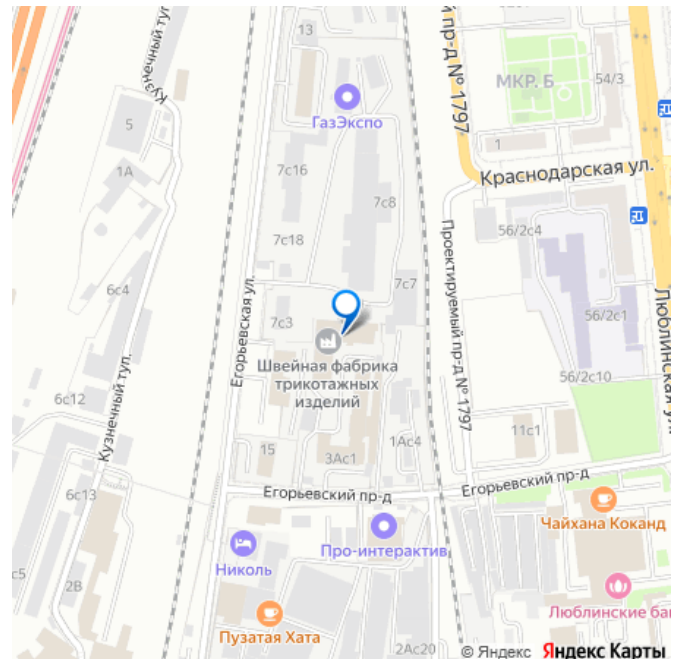 Кузнечный туп.
13
пр-д № 1797
МКР. Б
54/3
5
ГазЭкспо
1
1А
7с16
Краснодарская ул.
7с8
Проектируемый пр-д № 1797
56/2с4
7с18
Егорьевская ул.
6с4
7с7
Люблинская ул.
7с3
56/2с1
Швейная фабрика
трикотажных
изделий
Кузнечный туп.
56/2с10
6с12
11с1
1Ас4
15
3Ас1
6с13
Егорьевский пр-д
Егорьевский пр-д
Чайхана Коканд
Про-интерактив
Николь
с5
2В
Люблинские бан
Пузатая Хата
2Ас20
© Яндекс Яндекс Карты